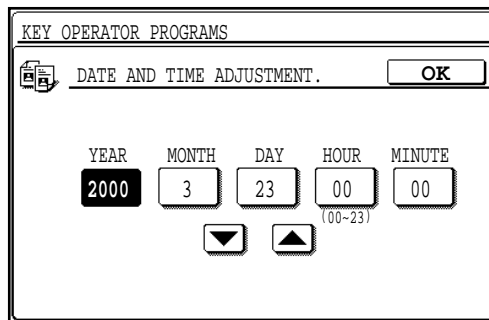 KEY OPERATOR PROGRAMS
DATE AND TIME ADJUSTMENT. OK
YEAR MONTH DAY HOUR MINUTE
2000 3 23 00 00
(00~23)